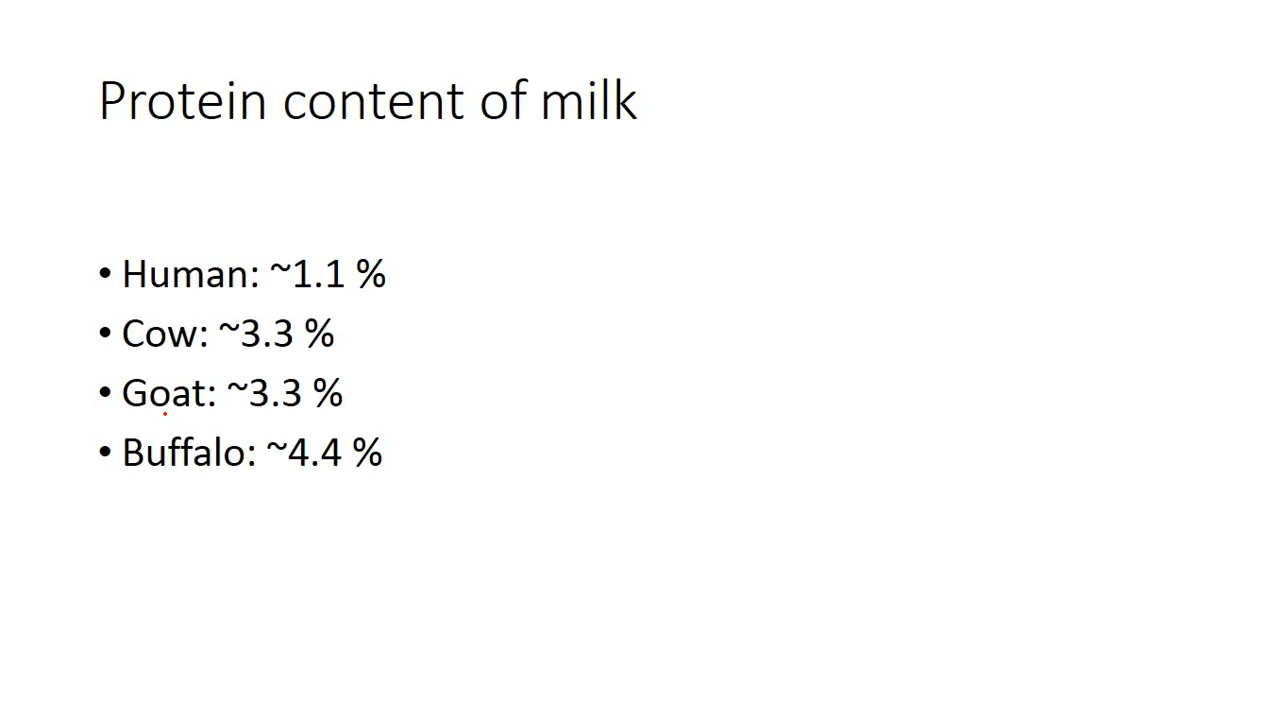 Protein content of milk
• Human: ~1.1 %
• Cow: ~3.3 %
• Goat: ~3.3 %
• Buffalo: ~4.4 %